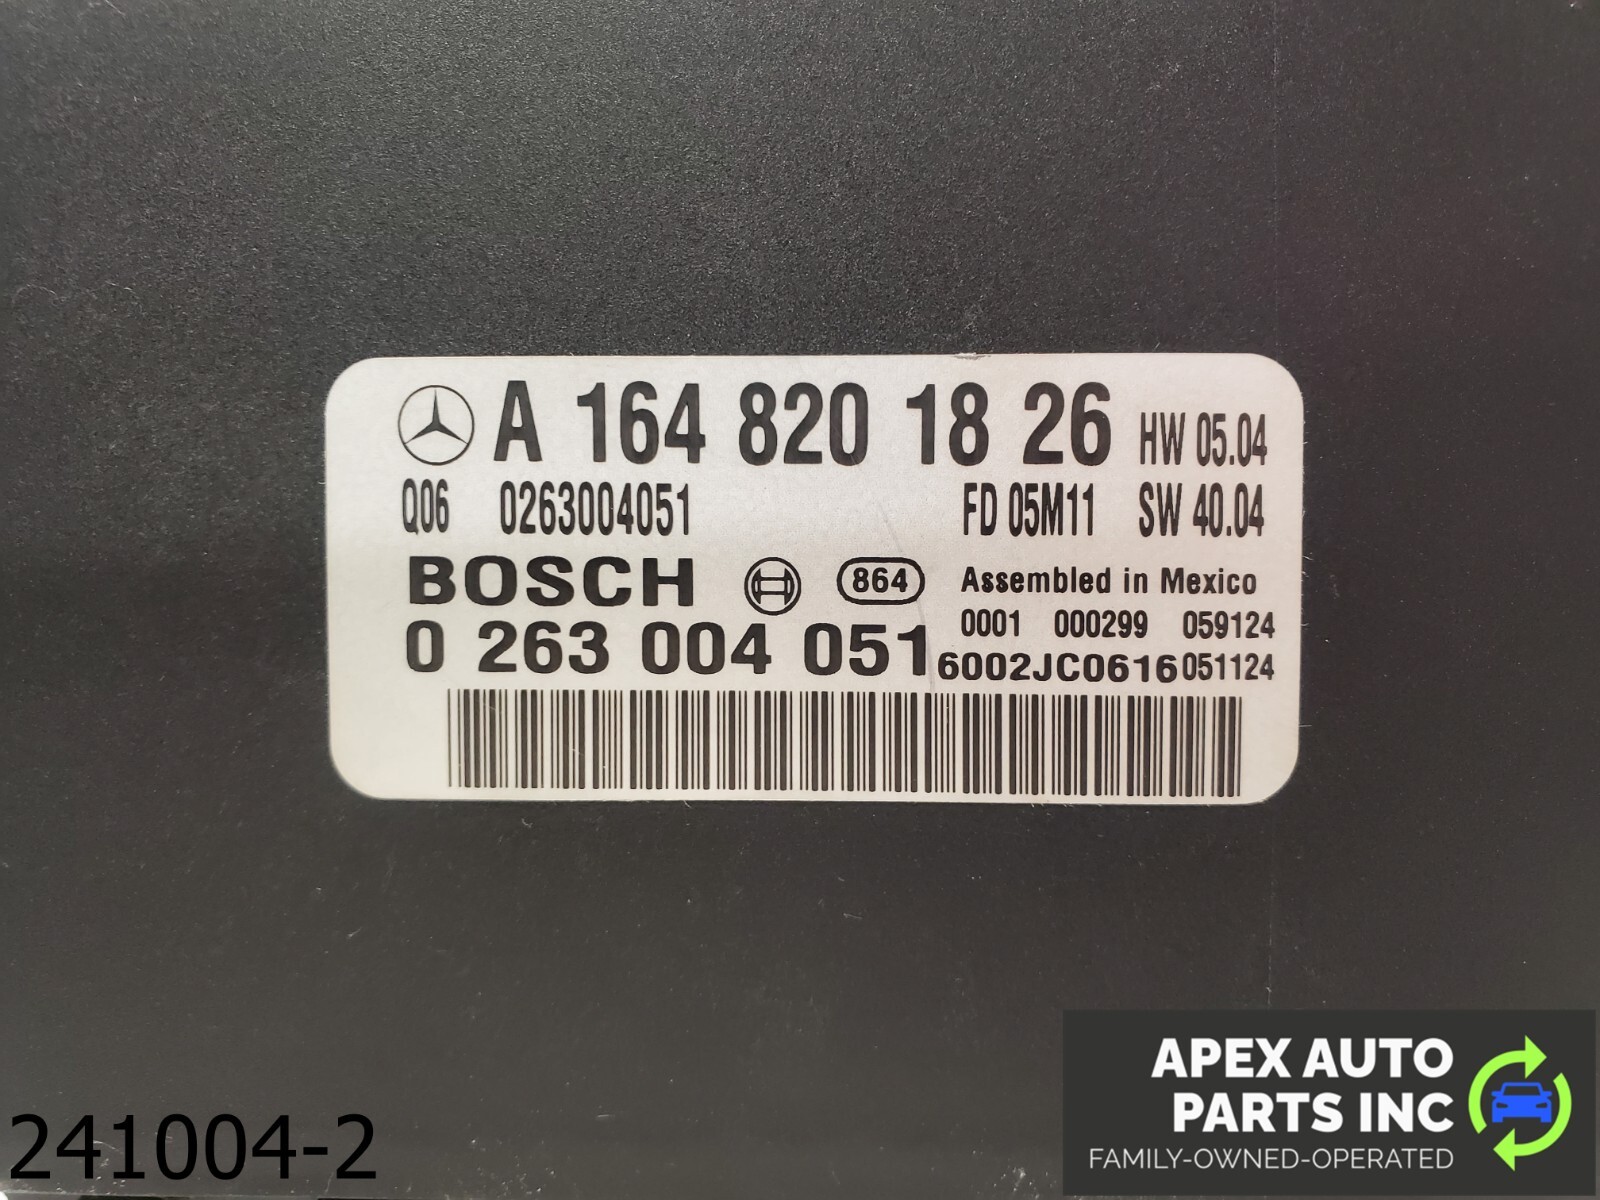 A 164 820 18 26 HW 05.04
Q06 0263004051 FD 05M11 SW 40.04
BOSCH 864 Assembled in Mexico
0001 000299 059124
0 263 004 051 6002JC0616 051124
APEX AUTO
PARTS INC
FAMILY-OWNED-OPERATED
241004-2